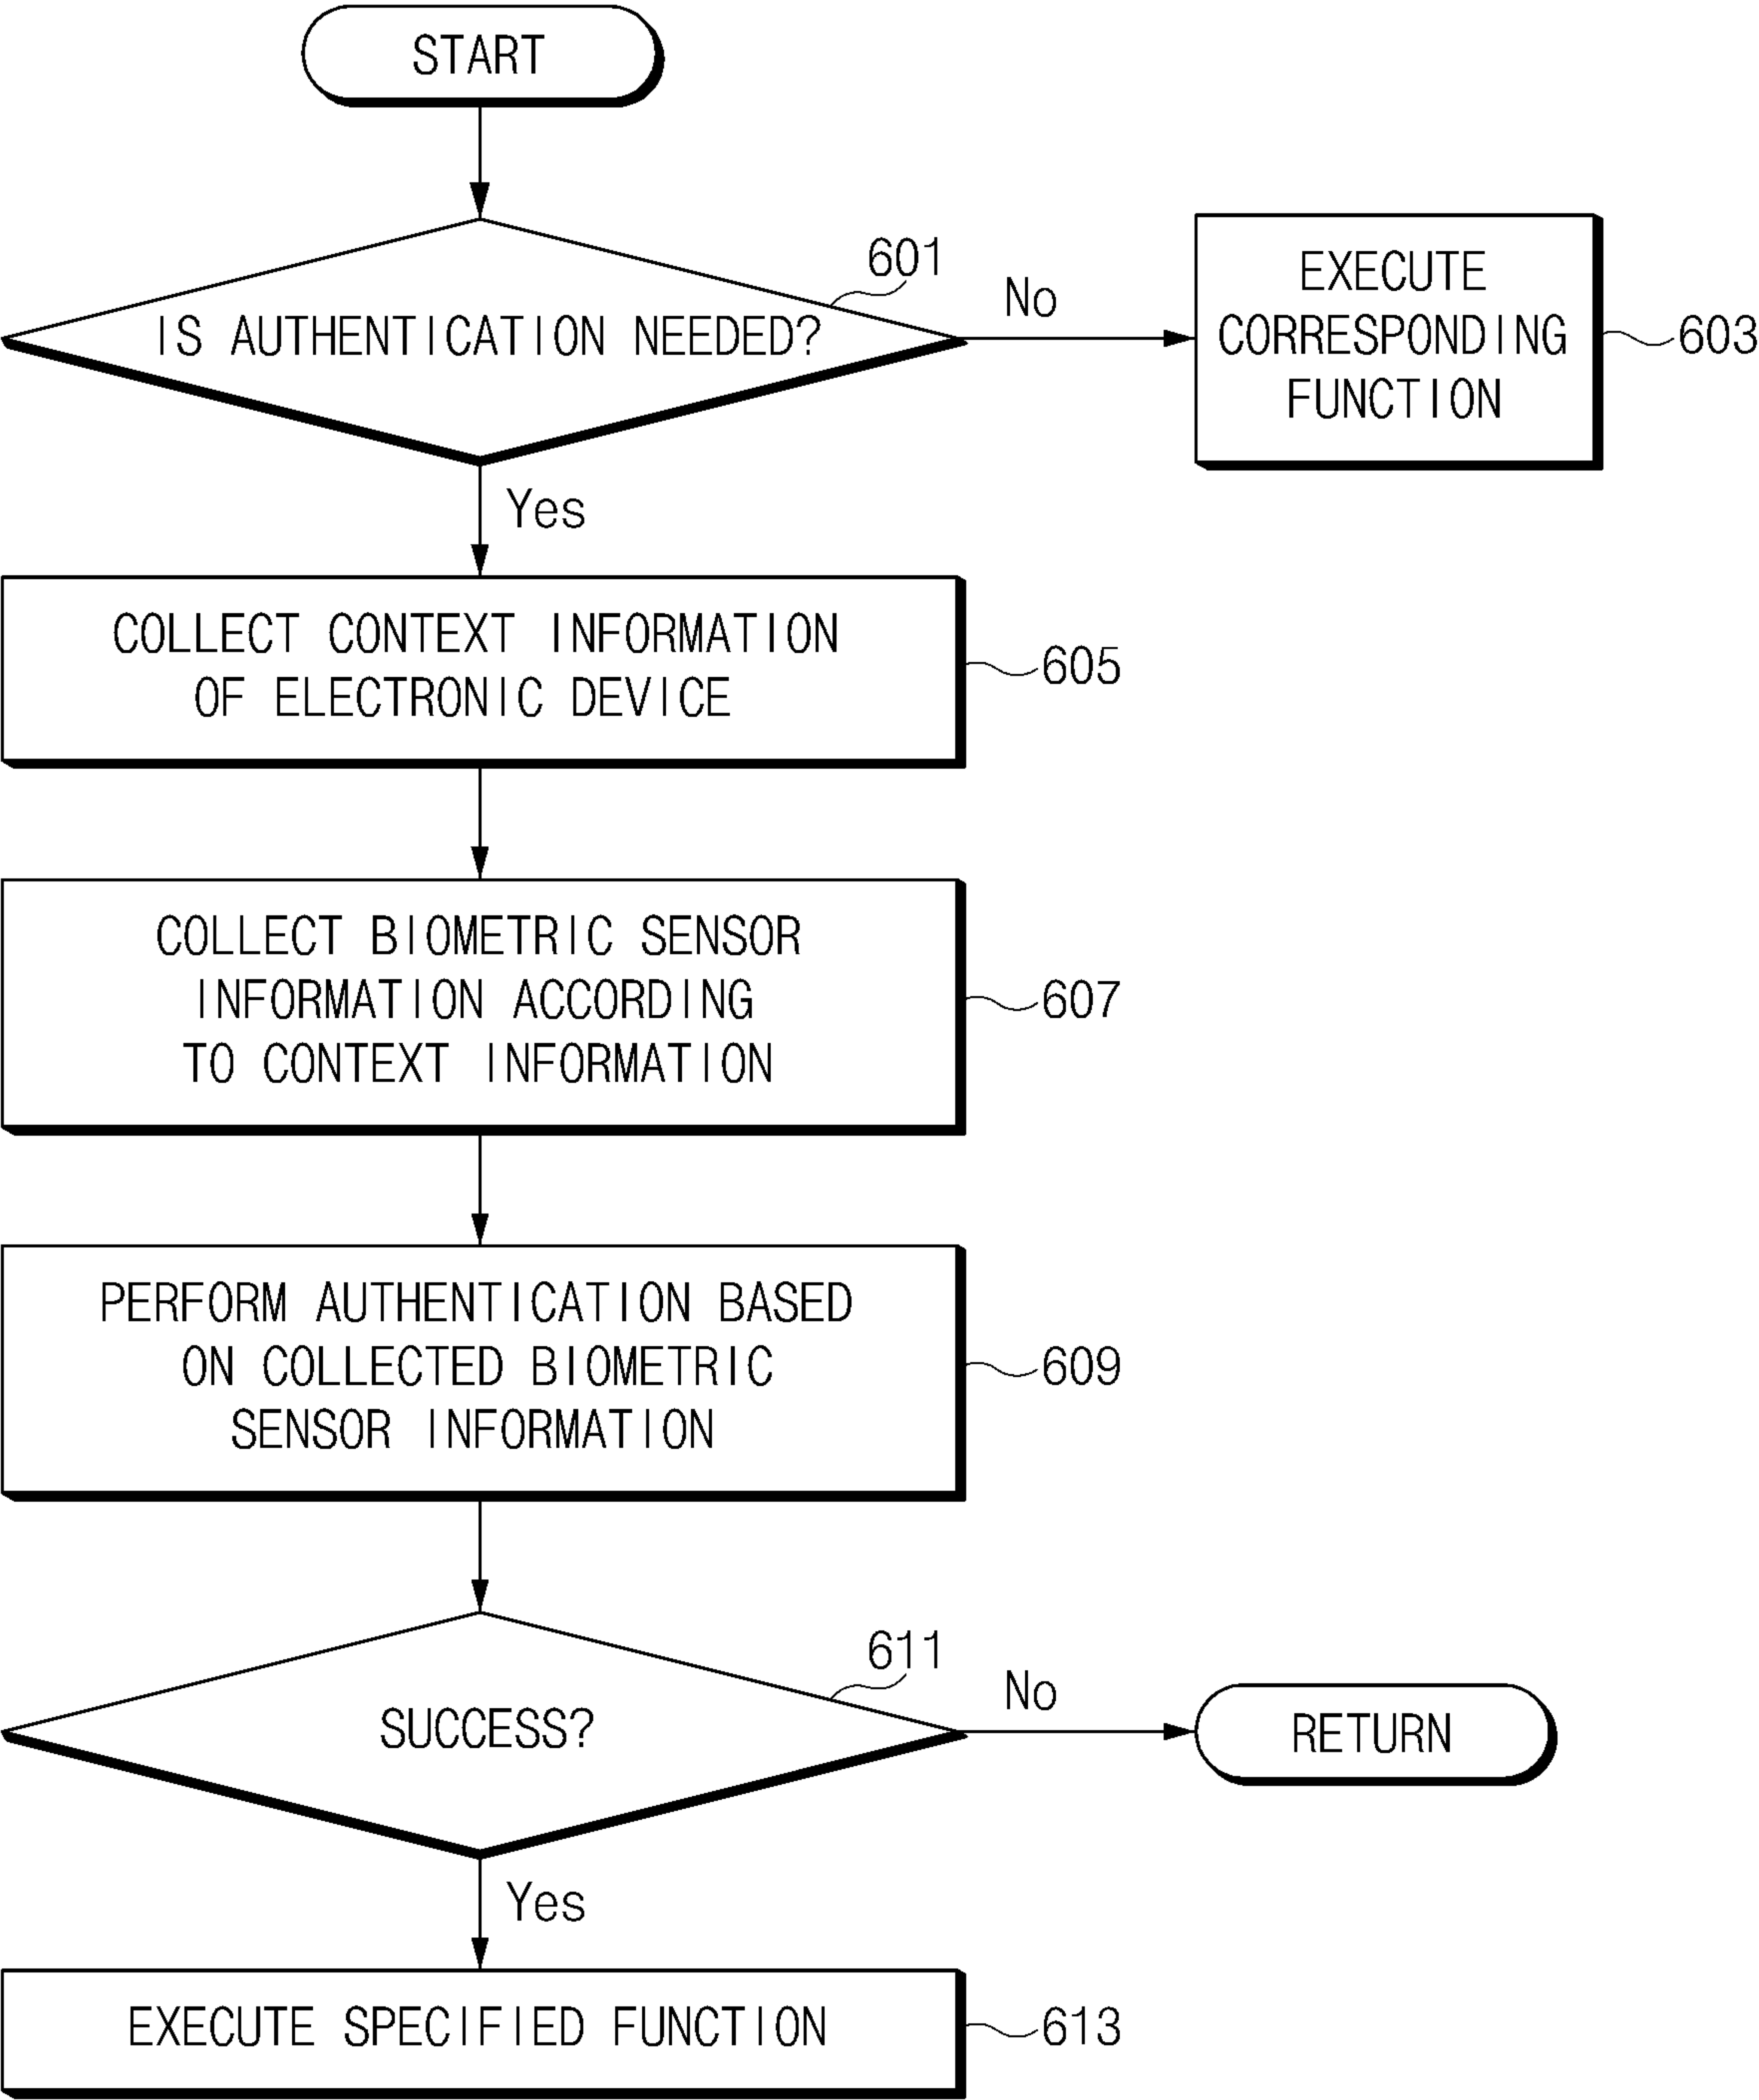 START
601
IS AUTHENTICATION NEEDED?
No
EXECUTE
CORRESPONDING
FUNCTION
603
Yes
COLLECT CONTEXT INFORMATION
OF ELECTRONIC DEVICE
605
COLLECT BIOMETRIC SENSOR
INFORMATION ACCORDING
TO CONTEXT INFORMATION
607
PERFORM AUTHENTICATION BASED
ON COLLECTED BIOMETRIC
SENSOR INFORMATION
609
611
SUCCESS?
No
RETURN
Yes
EXECUTE SPECIFIED FUNCTION
613